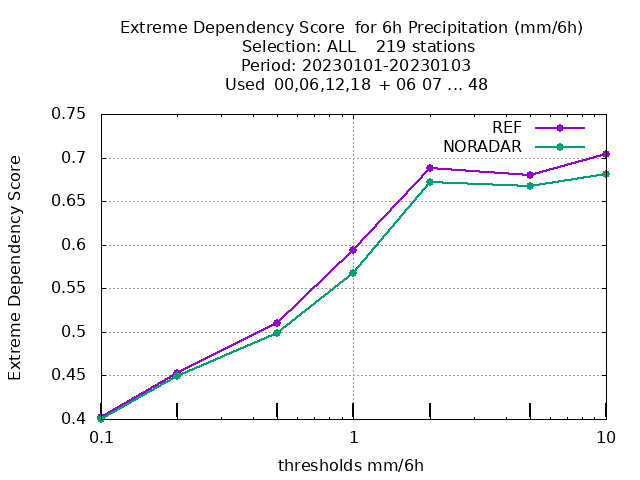 Extreme Dependency Score  for 6h Precipitation (mm/6h)
Selection: ALL    219 stations
Period: 20230101-20230103
Used  00,06,12,18  + 06 07 ... 48
REF
NORADAR
Extreme Dependency Score
0.75
0.7
0.65
0.6
0.55
0.5
0.45
0.4
0.1
1
10
thresholds mm/6h